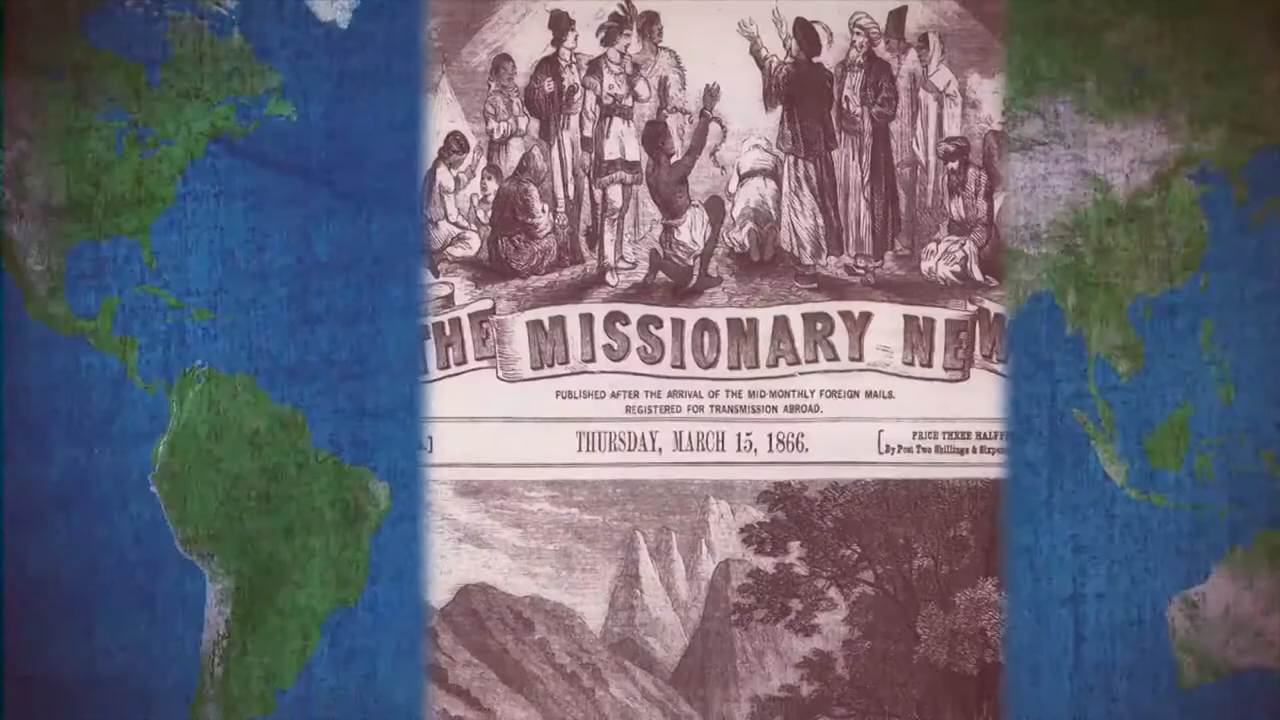 THE MISSIONARY NEW
PUBLISHED AFTER THE ARRIVAL OF THE MID-MONTHLY FOREIGN MAILS.
REGISTERED FOR TRANSMISSION ABROAD.
.] THURSDAY, MARCH 15, 1866. [PRICE THREE HALFP
[By Post Two Shillings & Sixpen